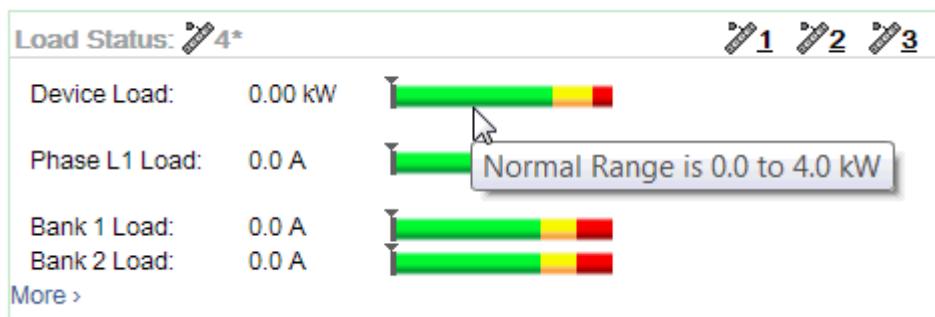 Load Status: 4* 1 2 3
Device Load: 0.00 kW
Phase L1 Load: 0.0 A
Normal Range is 0.0 to 4.0 kW
Bank 1 Load: 0.0 A
Bank 2 Load: 0.0 A
More ›